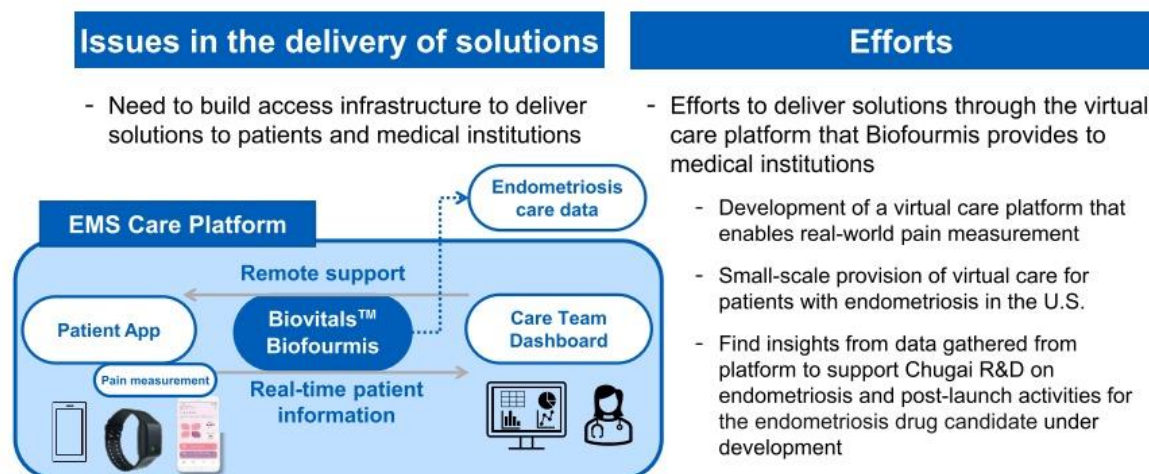 Issues in the delivery of solutions
- Need to build access infrastructure to deliver
solutions to patients and medical institutions
Endometriosis
care data
EMS Care Platform
Remote support
Patient App
Biovitals™
Biofourmis
Care Team
Dashboard
Pain measurement
Real-time patient
information
Efforts
- Efforts to deliver solutions through the virtual
care platform that Biofourmis provides to
medical institutions
- Development of a virtual care platform that
enables real-world pain measurement
- Small-scale provision of virtual care for
patients with endometriosis in the U.S.
- Find insights from data gathered from
platform to support Chugai R&D on
endometriosis and post-launch activities for
the endometriosis drug candidate under
development